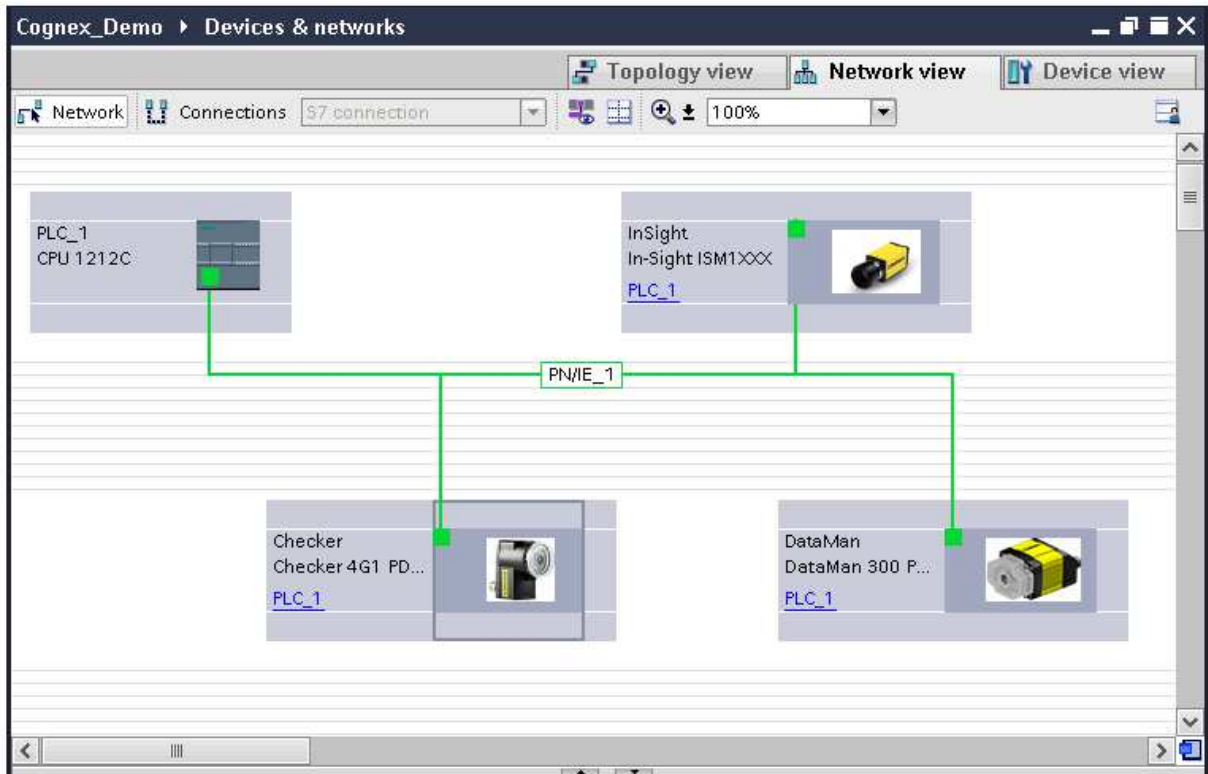 Cognex_Demo ▸ Devices & networks
Topology view Network view Device view
Network Connections S7 connection 100%
PLC_1
CPU 1212C
InSight
In-Sight ISM1XXX
PLC_1
PN/IE_1
Checker
Checker 4G1 PD...
PLC_1
DataMan
DataMan 300 P...
PLC_1